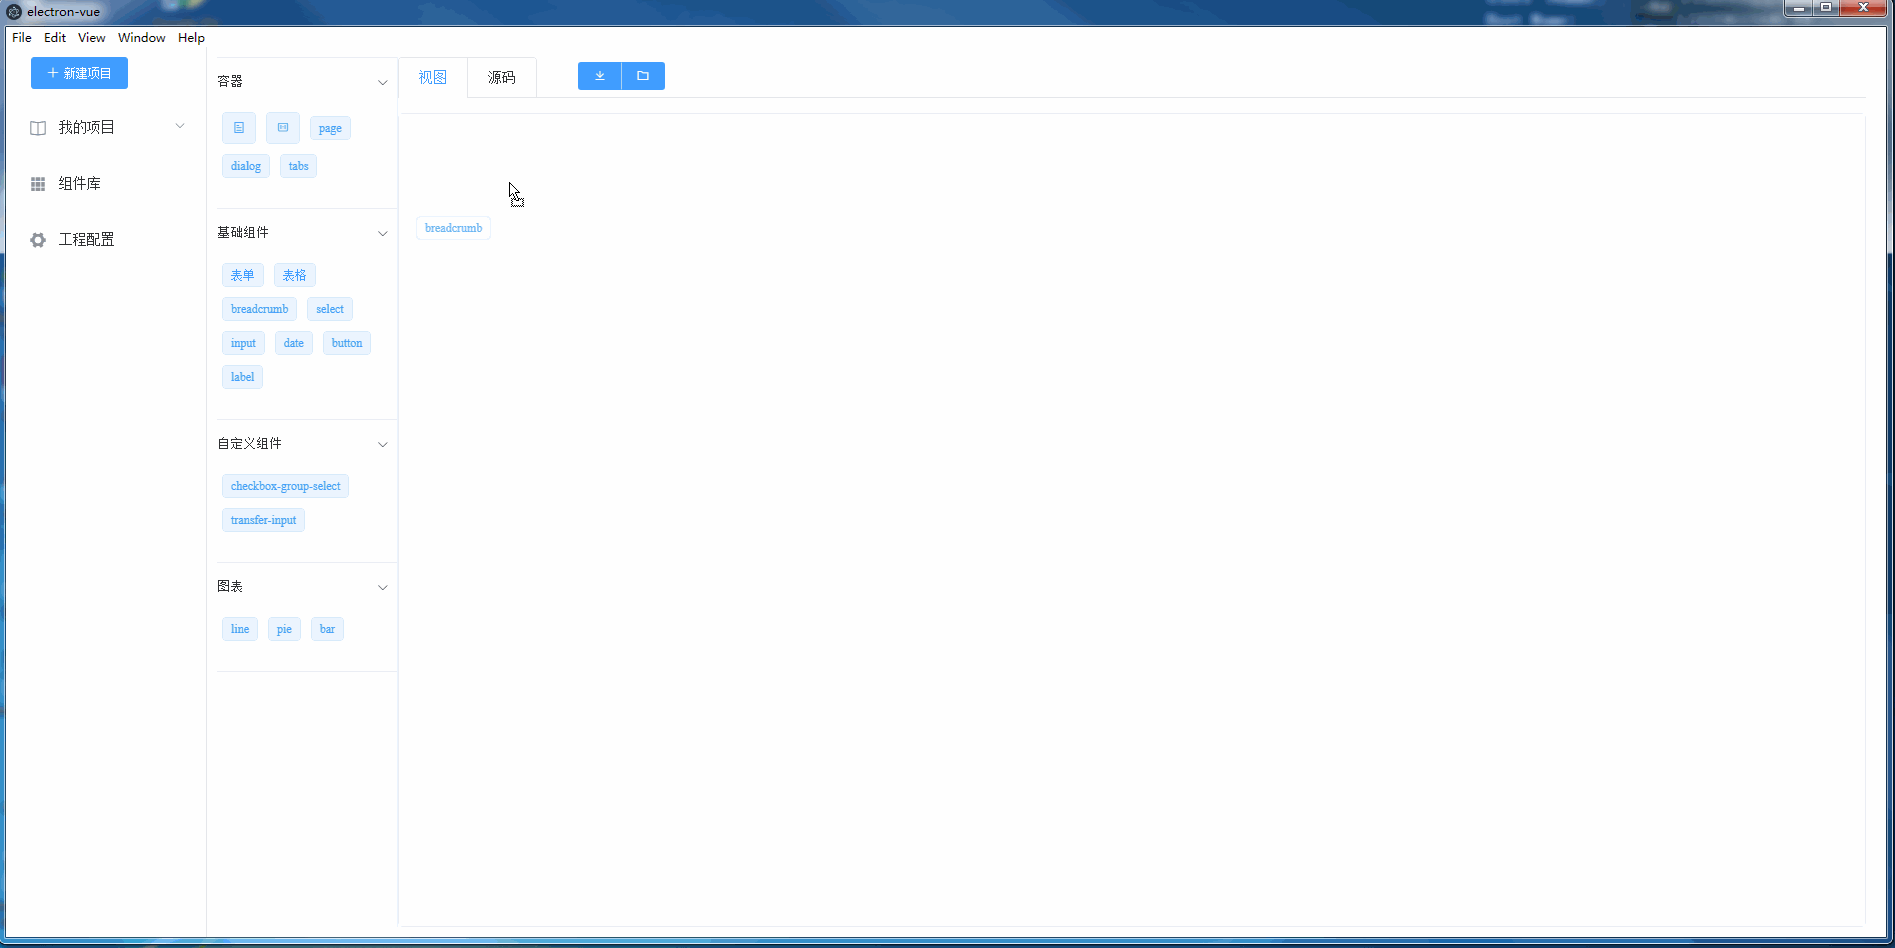 electron-vue
File Edit View Window Help
新建项目
我的项目
组件库
工程配置
容器
page
dialog tabs
基础组件
表单 表格
breadcrumb select
input date button
label
自定义组件
checkbox-group-select
transfer-input
图表
line pie bar
视图 源码
breadcrumb